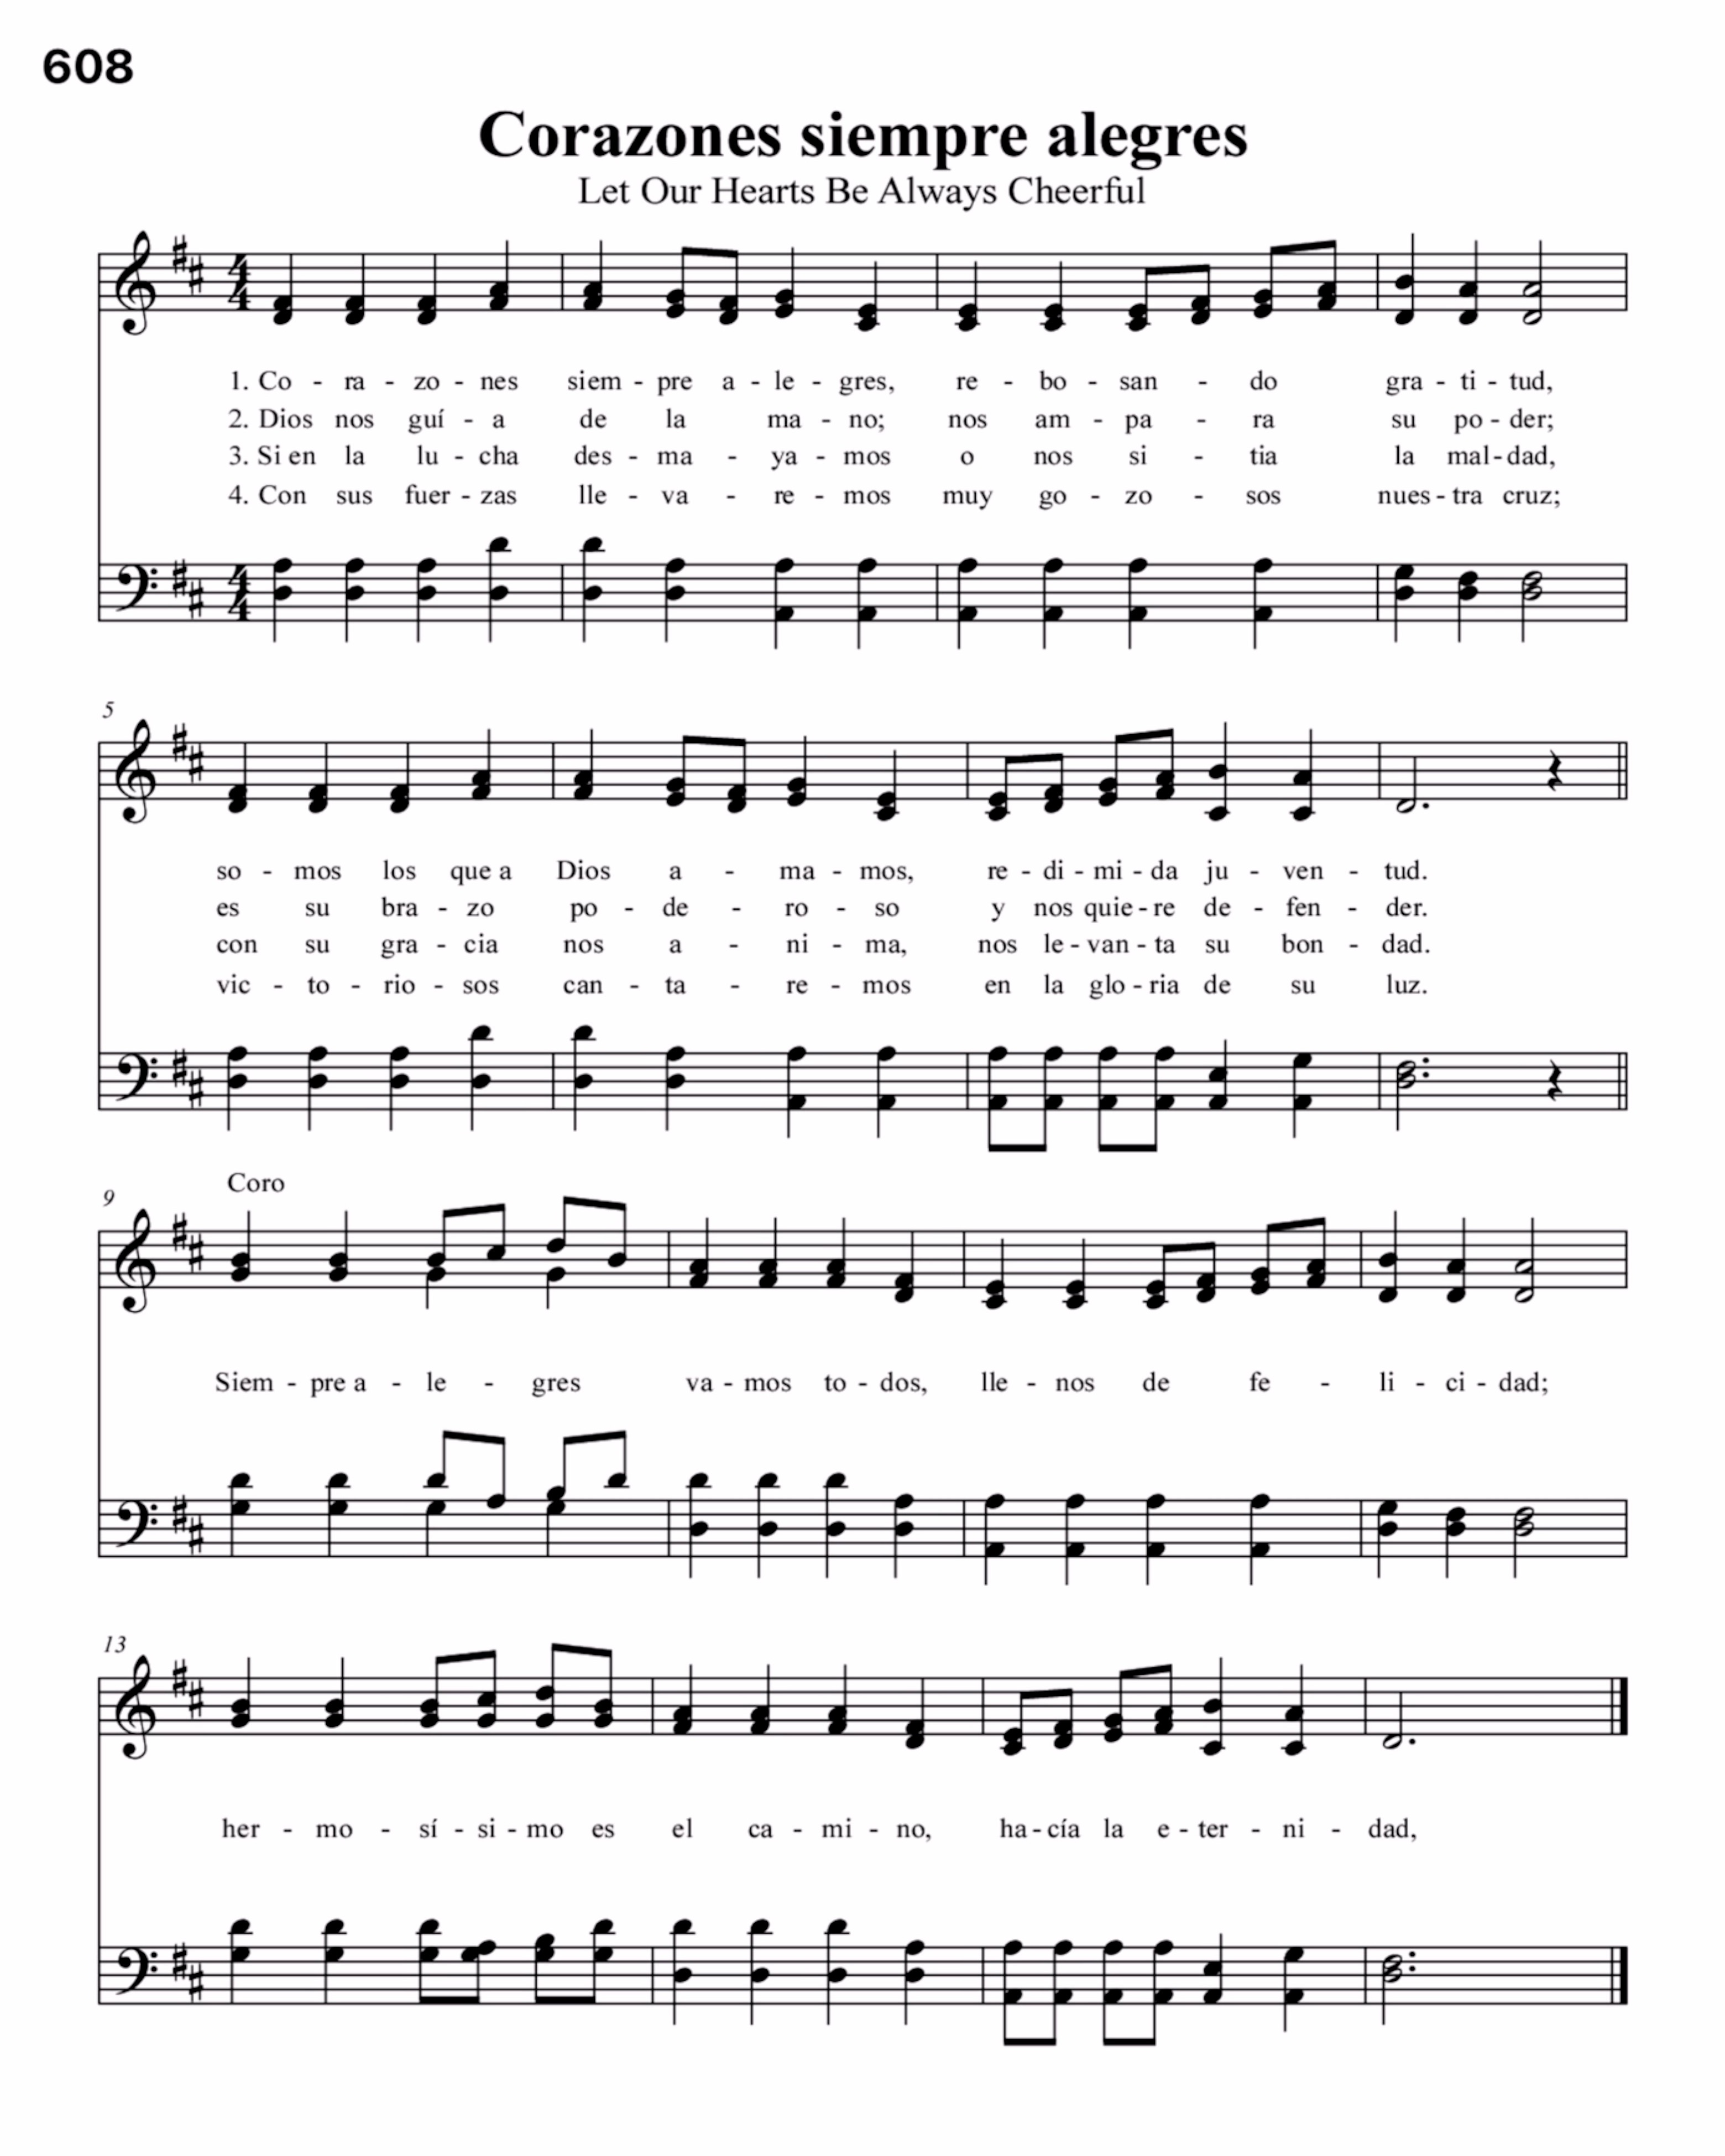 608
Corazones siempre alegres
Let Our Hearts Be Always Cheerful
1. Co - ra - zo - nes siem - pre a - le - gres, re - bo - san - do gra - ti - tud,
2. Dios nos guí - a de la ma - no; nos am - pa - ra su po - der;
3. Si en la lu - cha des - ma - ya - mos o nos si - tia la mal - dad,
4. Con sus fuer - zas lle - va - re - mos muy go - zo - sos nues - tra cruz;
5
so - mos los que a Dios a - ma - mos, re - di - mi - da ju - ven - tud.
es su bra - zo po - de - ro - so y nos quie - re de - fen - der.
con su gra - cia nos a - ni - ma, nos le - van - ta su bon - dad.
vic - to - rio - sos can - ta - re - mos en la glo - ria de su luz.
Coro
9
Siem - pre a - le - gres va - mos to - dos, lle - nos de fe - li - ci - dad;
13
her - mo - sí - si - mo es el ca - mi - no, ha - cía la e - ter - ni - dad,